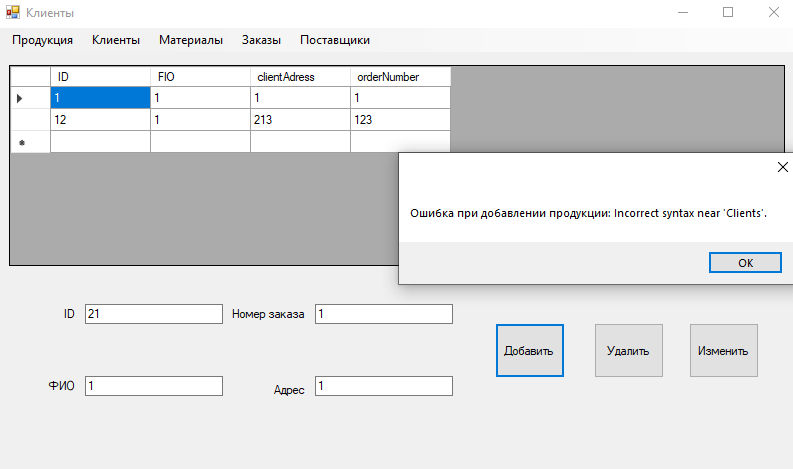 Клиенты
Продукция Клиенты Материалы Заказы Поставщики
ID FIO clientAdress orderNumber
1 1 1 1
12 1 213 123
Ошибка при добавлении продукции: Incorrect syntax near 'Clients'.
OK
ID 21 Номер заказа 1
Добавить Удалить Изменить
ФИО 1 Адрес 1